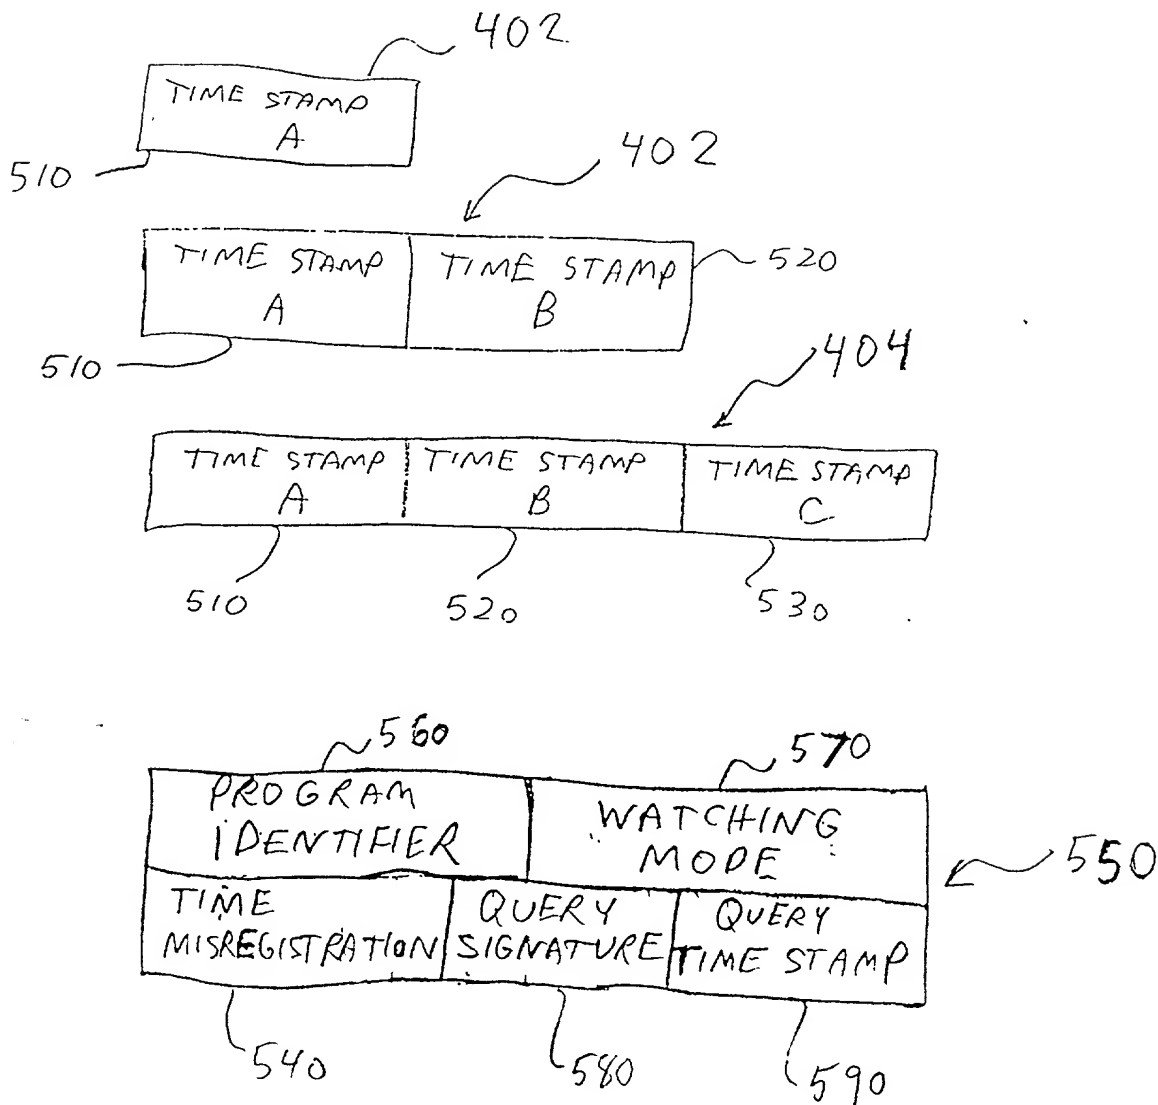 402
TIME STAMP
A
510
402
TIME STAMP TIME STAMP
A B
520
510
404
TIME STAMP TIME STAMP TIME STAMP
A B C
510 520 530
560 570
PROGRAM
IDENTIFIER
WATCHING
MODE
550
TIME
MISREGISTRATION
QUERY
SIGNATURE
QUERY
TIME STAMP
540 580 590